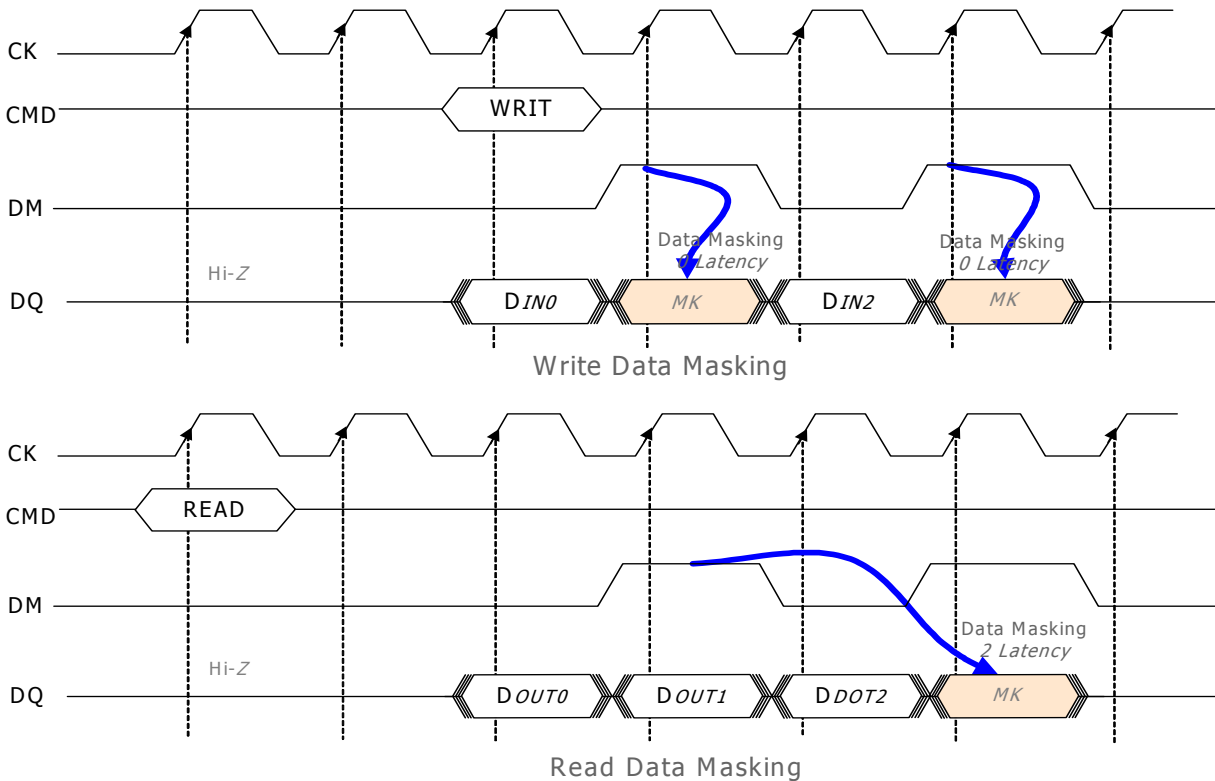 CK
CMD
WRIT
DM
Data Masking
0 Latency
Data Masking
0 Latency
Hi-Z
DQ
DIN0
MK
DIN2
MK
Write Data Masking
CK
CMD
READ
DM
Data Masking
2 Latency
Hi-Z
DQ
DOUT0
DOUT1
DDOT2
MK
Read Data Masking